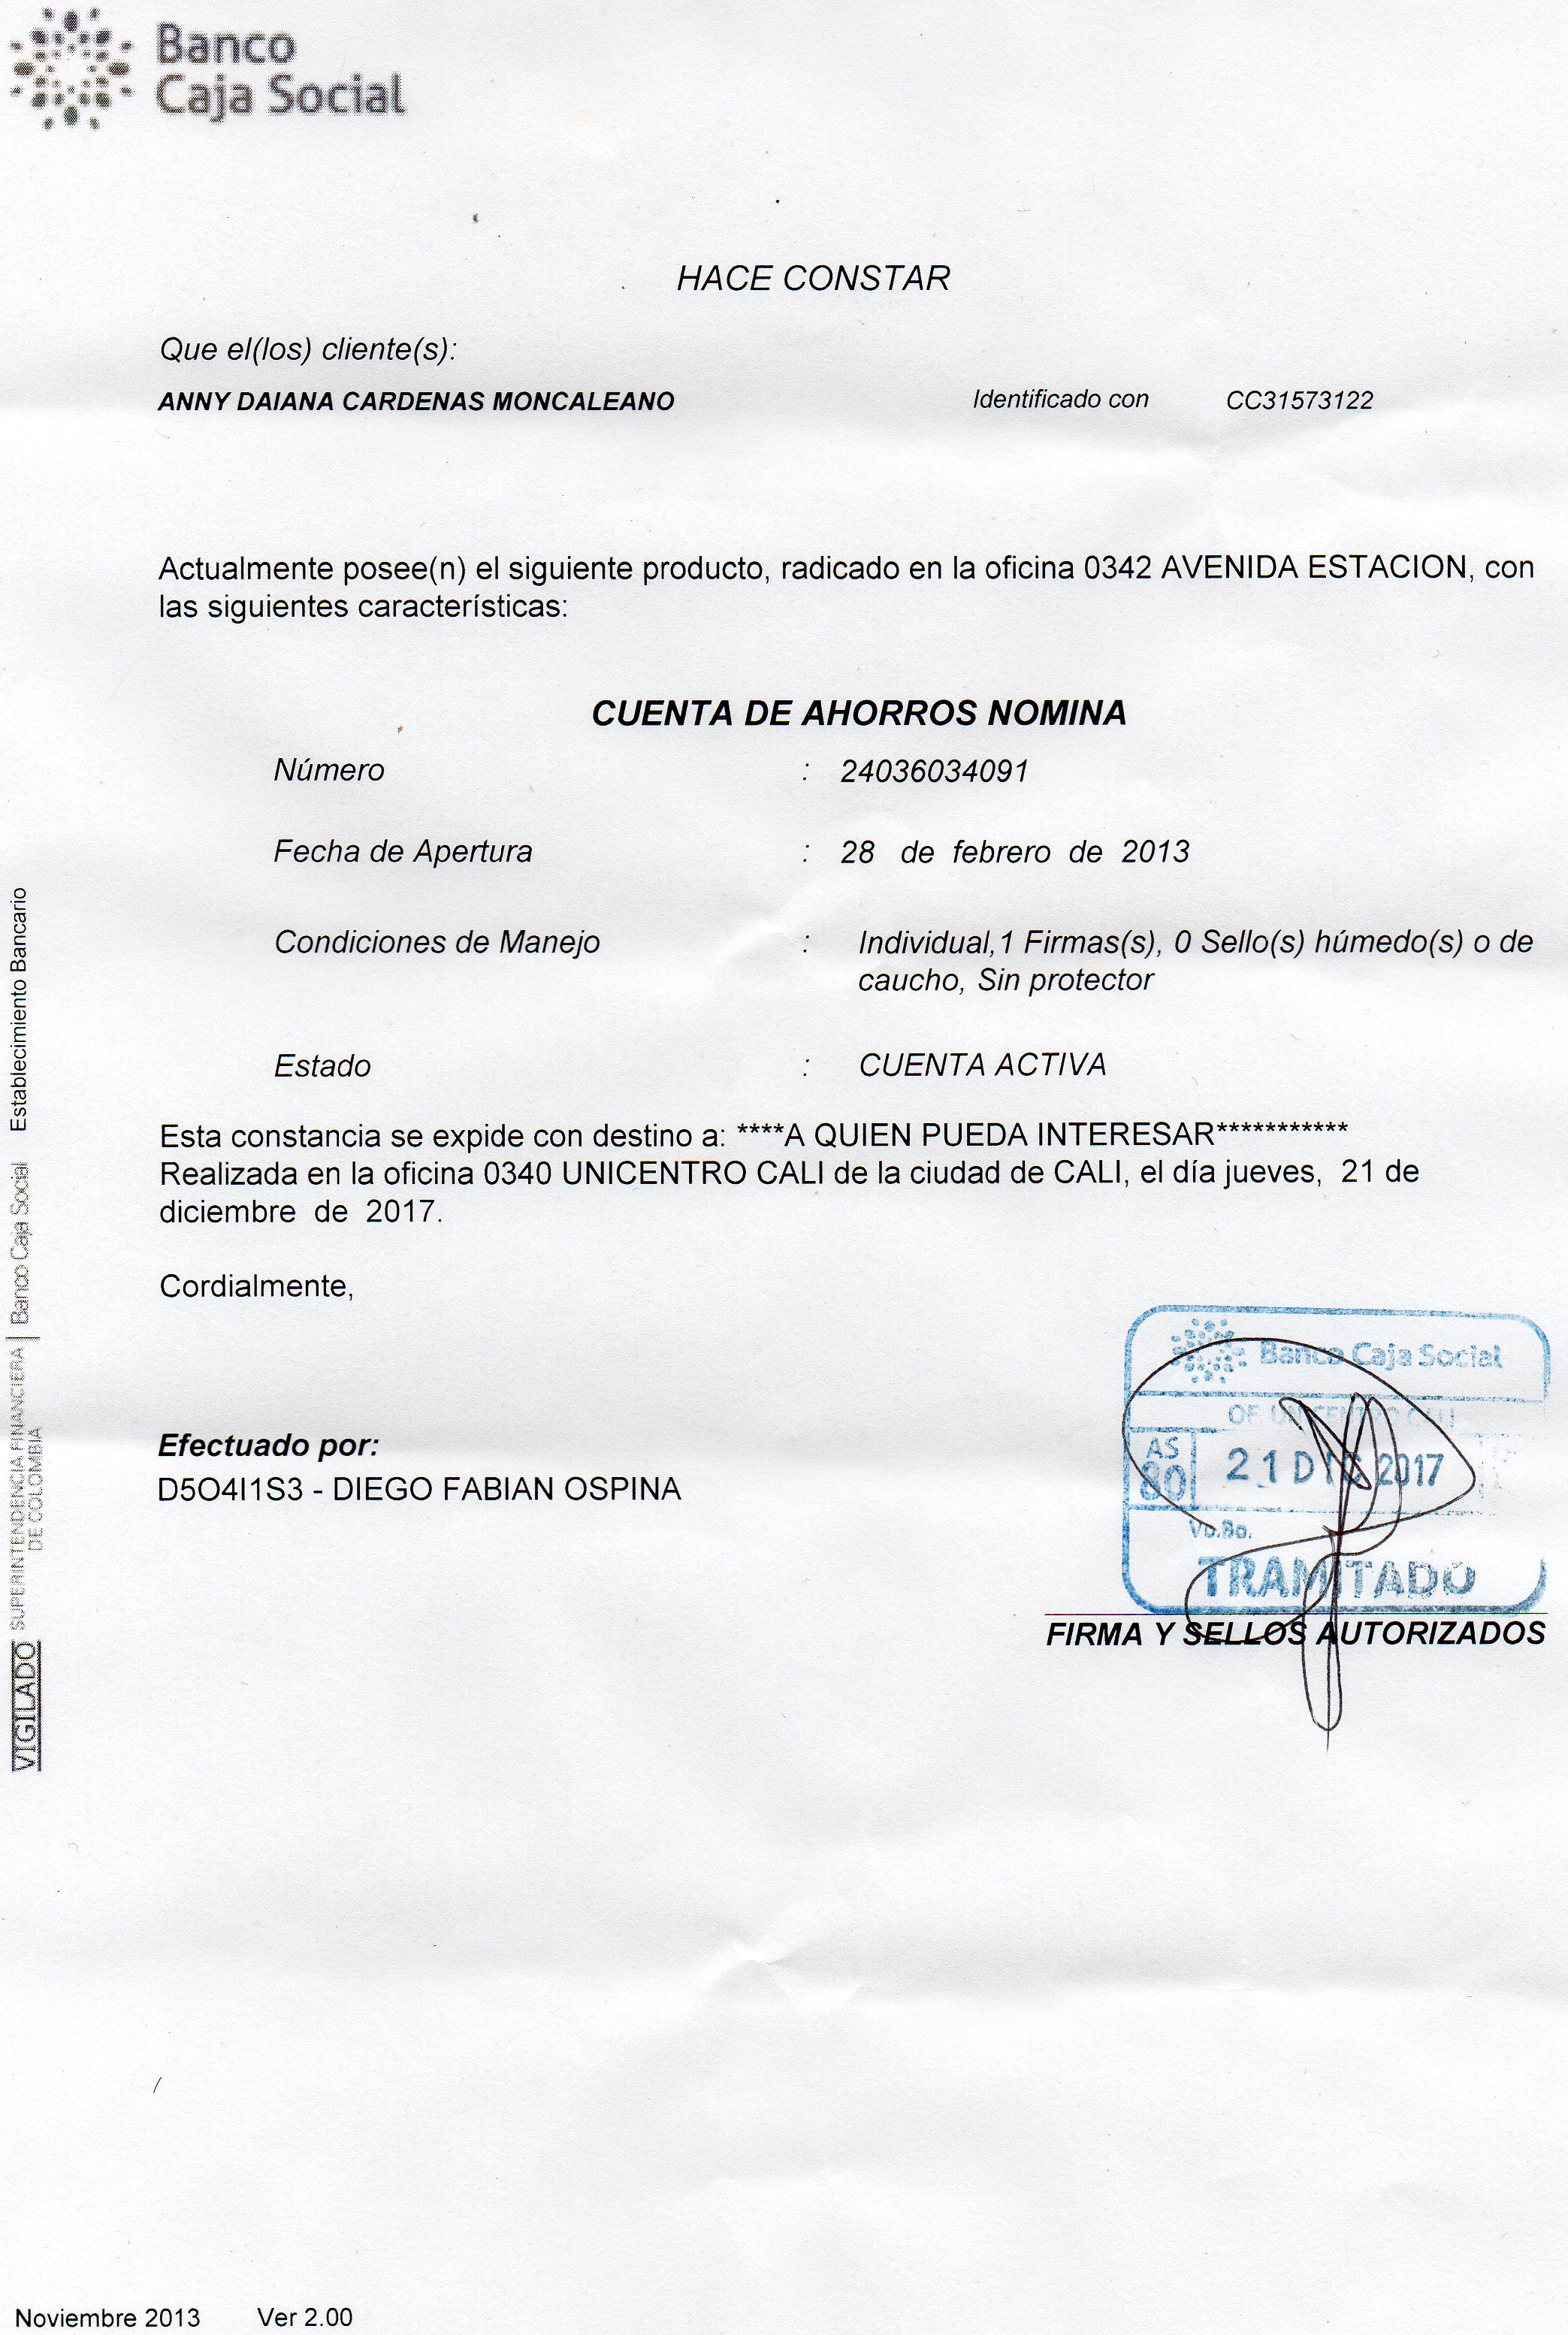 Banco
Caja Social
HACE CONSTAR
Que el(los) cliente(s):
ANNY DAIANA CARDENAS MONCALEANO Identificado con CC31573122
Actualmente posee(n) el siguiente producto, radicado en la oficina 0342 AVENIDA ESTACION, con
las siguientes características:
CUENTA DE AHORROS NOMINA
Número : 24036034091
Fecha de Apertura : 28 de febrero de 2013
Condiciones de Manejo : Individual,1 Firmas(s), 0 Sello(s) húmedo(s) o de
caucho, Sin protector
Estado : CUENTA ACTIVA
Esta constancia se expide con destino a: ****A QUIEN PUEDA INTERESAR***********
Realizada en la oficina 0340 UNICENTRO CALI de la ciudad de CALI, el día jueves, 21 de
diciembre de 2017.
Cordialmente,
Efectuado por:
D5O4I1S3 - DIEGO FABIAN OSPINA
Banco Caja Social
OF UNICENTRO CALI
AS
80
21 DIC 2017
Vo.Bo.
TRAMITADO
FIRMA Y SELLOS AUTORIZADOS
VIGILADO SUPERINTENDENCIA FINANCIERA
DE COLOMBIA
Banco Caja Social Establecimiento Bancario
Noviembre 2013 Ver 2.00